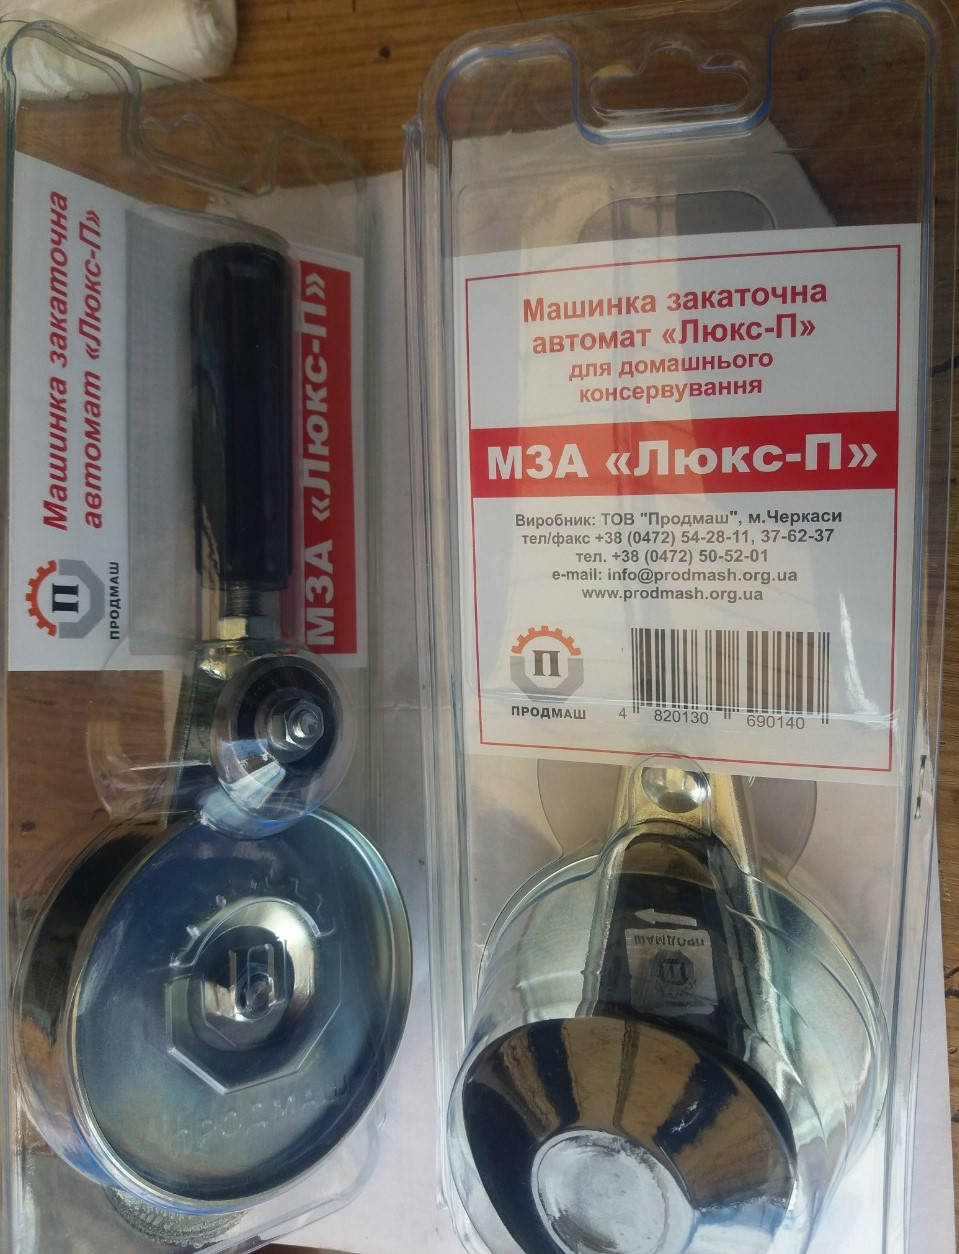 Машинка закаточна
автомат «Люкс-П»
МЗА «Люкс-П»
П
ПРОДМАШ
П
ПРОДМАШ
Машинка закаточна
автомат «Люкс-П»
для домашнього
консервування
МЗА «Люкс-П»
Виробник: ТОВ "Продмаш", м.Черкаси
тел/факс +38 (0472) 54-28-11, 37-62-37
тел. +38 (0472) 50-52-01
e-mail: info@prodmash.org.ua
www.prodmash.org.ua
П
ПРОДМАШ
4 820130 690140
ПРОДМАШ
П